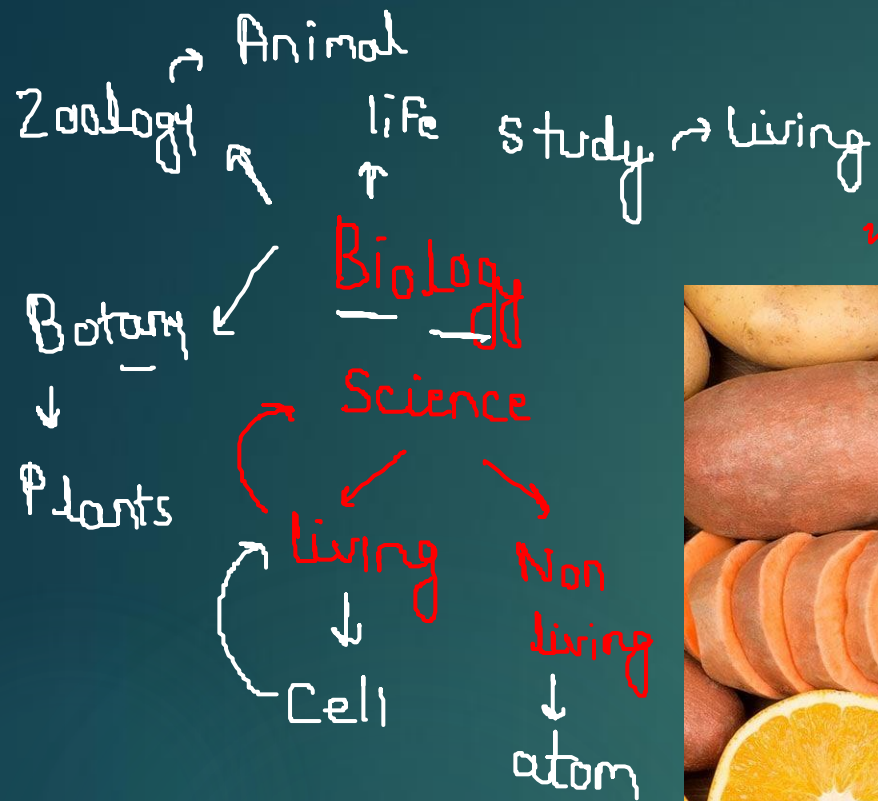 Animal
Zoology
life
Study → living
Biology
Botany
Science
Plants
living
Non
living
Cell
atom